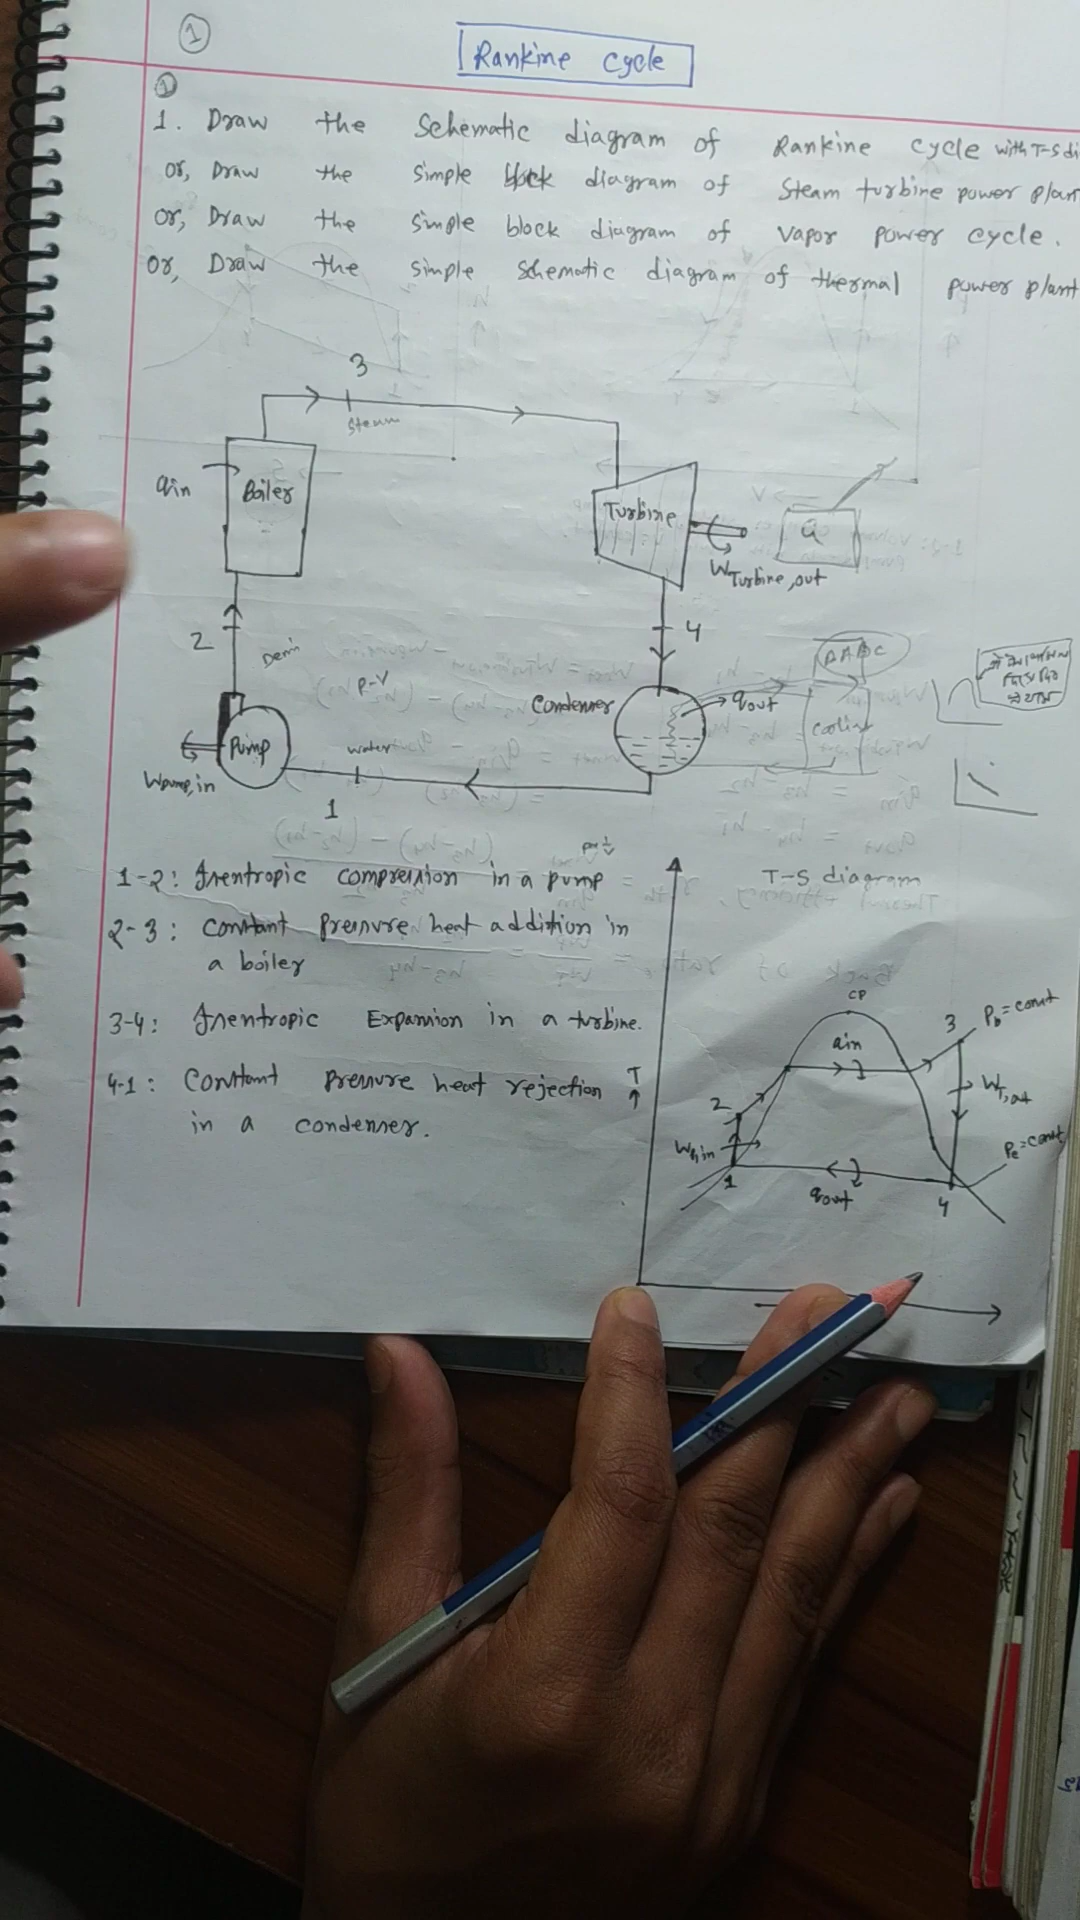 1
Rankine cycle
1
1. Draw the Schematic diagram of Rankine cycle with T-S di
or, Draw the simple block diagram of Steam turbine power plan
or, Draw the simple block diagram of vapor power cycle.
or, Draw the simple schematic diagram of thermal power plant
3
steam
qin
Boiler
Turbine
G
WTurbine,out
2
4
P-V
Condenser
qout
Pump
water
Wpump,in
1
1-2: Isentropic compression in a pump
2-3: constant pressure heat addition in
a boiler
3-4: Isentropic Expansion in a turbine.
4-1: Constant pressure heat rejection
in a condenser.
T-S diagram
T
CP
qin
3
Pb=const
2
WT,out
Wp,in
Pc=const
1
qout
4